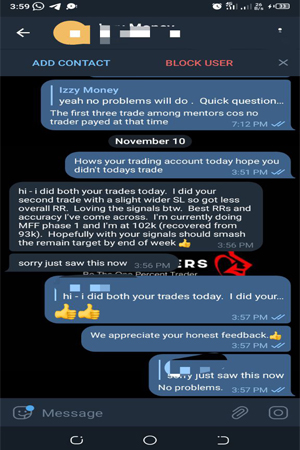 3:59
Izzy Money
ADD CONTACT
BLOCK USER
Izzy Money
yeah no problems will do . Quick question...
The first three trade among mentors cos no
trader payed at that time
7:12 PM
November 10
Hows your trading account today hope you
didn't todays trade
3:51 PM
hi - i did both your trades today. I did your
second trade with a slight wider SL so got less
overall RR. Loving the signals btw. Best RRs and
accuracy I've come across. I'm currently doing
MFF phase 1 and I'm at 102k (recovered from
93k). Hopefully with your signals should smash
the remain target by end of week 👍
3:56 PM
sorry just saw this now
3:56 PM
ERS
Be The One Percent Trader
hi - i did both your trades today. I did your...
👍👍
3:57 PM
We appreciate your honest feedback.👍
3:57 PM
sorry just saw this now
No problems.
3:57 PM
Message